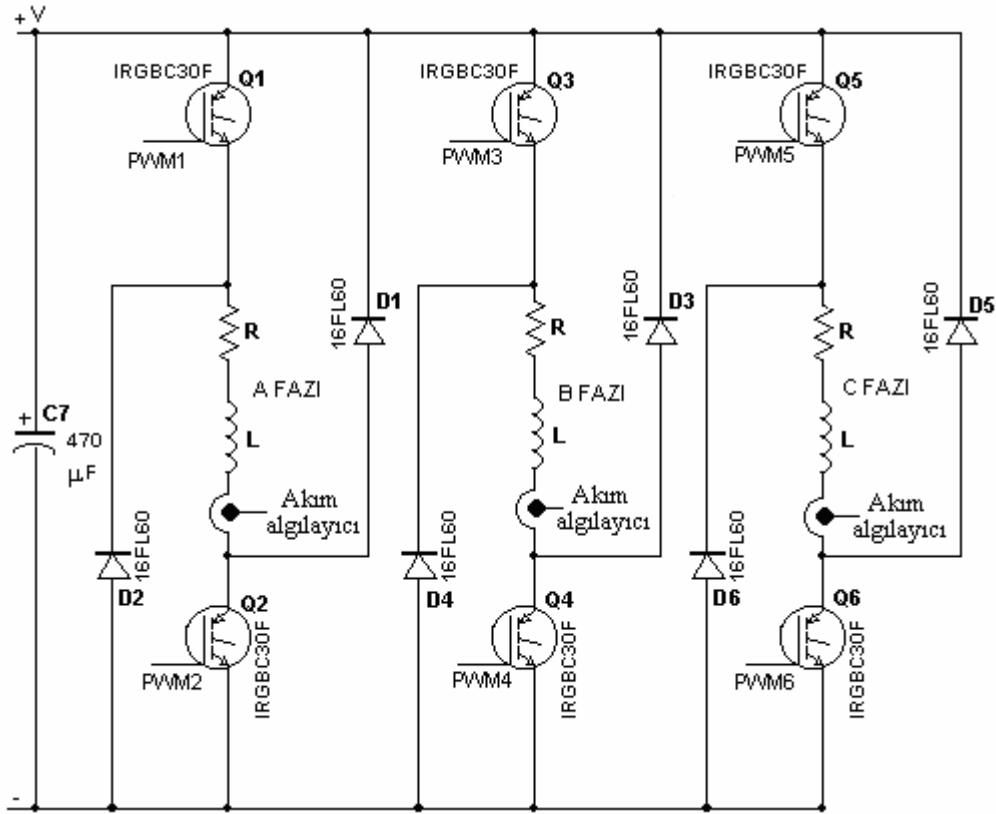 + V
IRGBC30F
Q1
PWM1
IRGBC30F
Q3
PWM3
IRGBC30F
Q5
PWM5
16FL60
D1
R
16FL60
D3
R
16FL60
D5
R
A FAZI
B FAZI
C FAZI
+
C7
470
µF
L
L
L
Akım
algılayıcı
Akım
algılayıcı
Akım
algılayıcı
16FL60
D2
16FL60
D4
16FL60
D6
Q2
IRGBC30F
PWM2
Q4
IRGBC30F
PWM4
Q6
IRGBC30F
PWM6
-